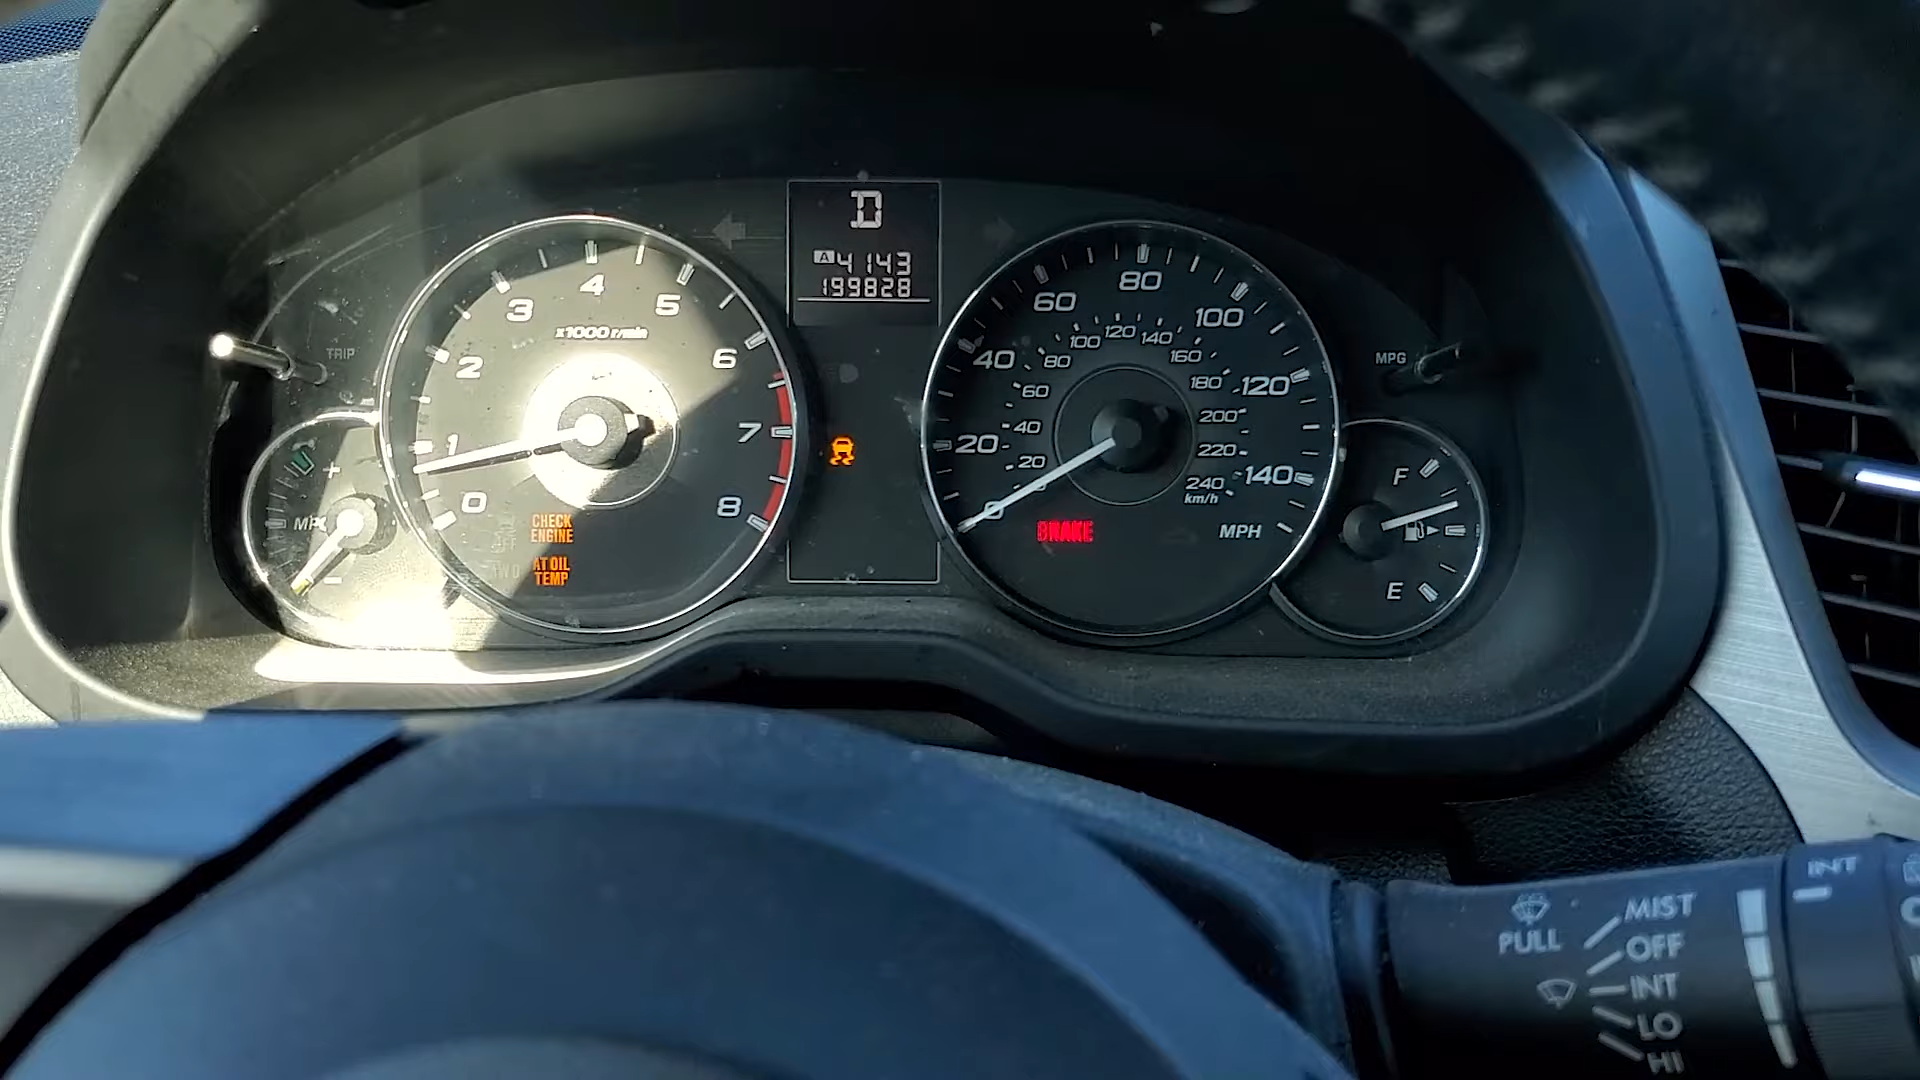 D
A 4143
199828
TRIP
0
1
2
3
4
5
6
7
8
x1000 r/min
CHECK
ENGINE
AT OIL
TEMP
+
−
0
20
40
60
80
100
120
140
MPH
20
40
60
80
100
120
140
160
180
200
220
240
km/h
BRAKE
MPG
F
E
PULL
MIST
OFF
INT
LO
HI
INT